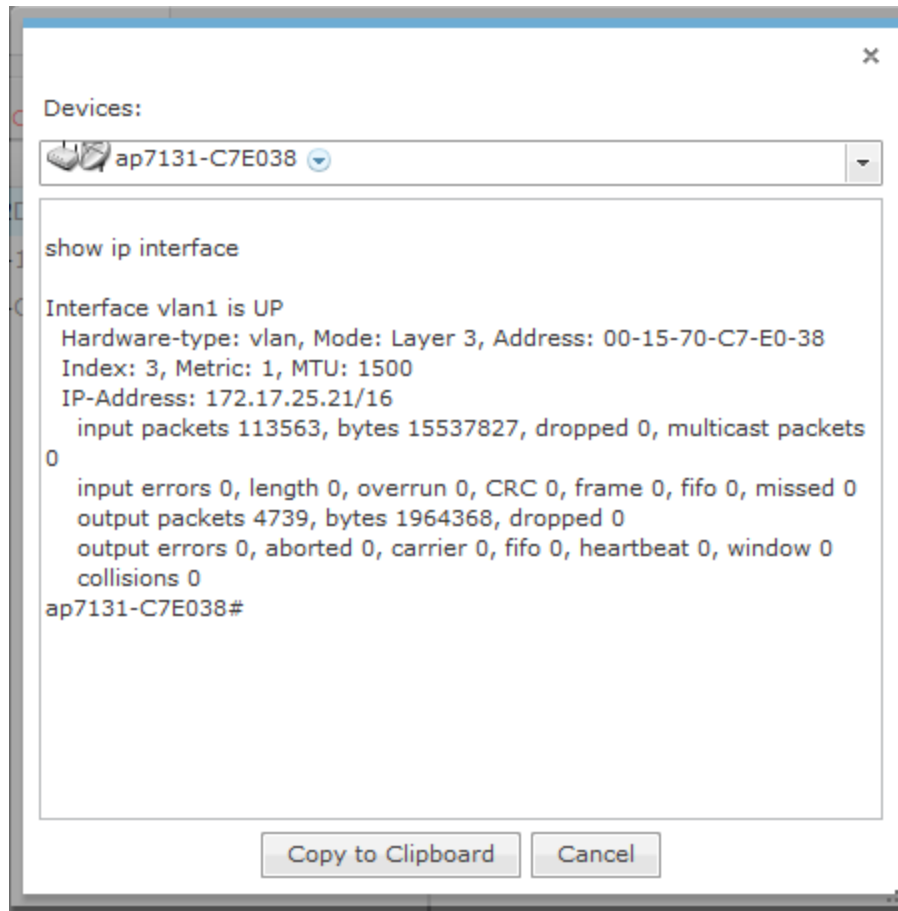 Devices:
ap7131-C7E038
show ip interface
Interface vlan1 is UP
Hardware-type: vlan, Mode: Layer 3, Address: 00-15-70-C7-E0-38
Index: 3, Metric: 1, MTU: 1500
IP-Address: 172.17.25.21/16
input packets 113563, bytes 15537827, dropped 0, multicast packets
0
input errors 0, length 0, overrun 0, CRC 0, frame 0, fifo 0, missed 0
output packets 4739, bytes 1964368, dropped 0
output errors 0, aborted 0, carrier 0, fifo 0, heartbeat 0, window 0
collisions 0
ap7131-C7E038#
Copy to Clipboard Cancel